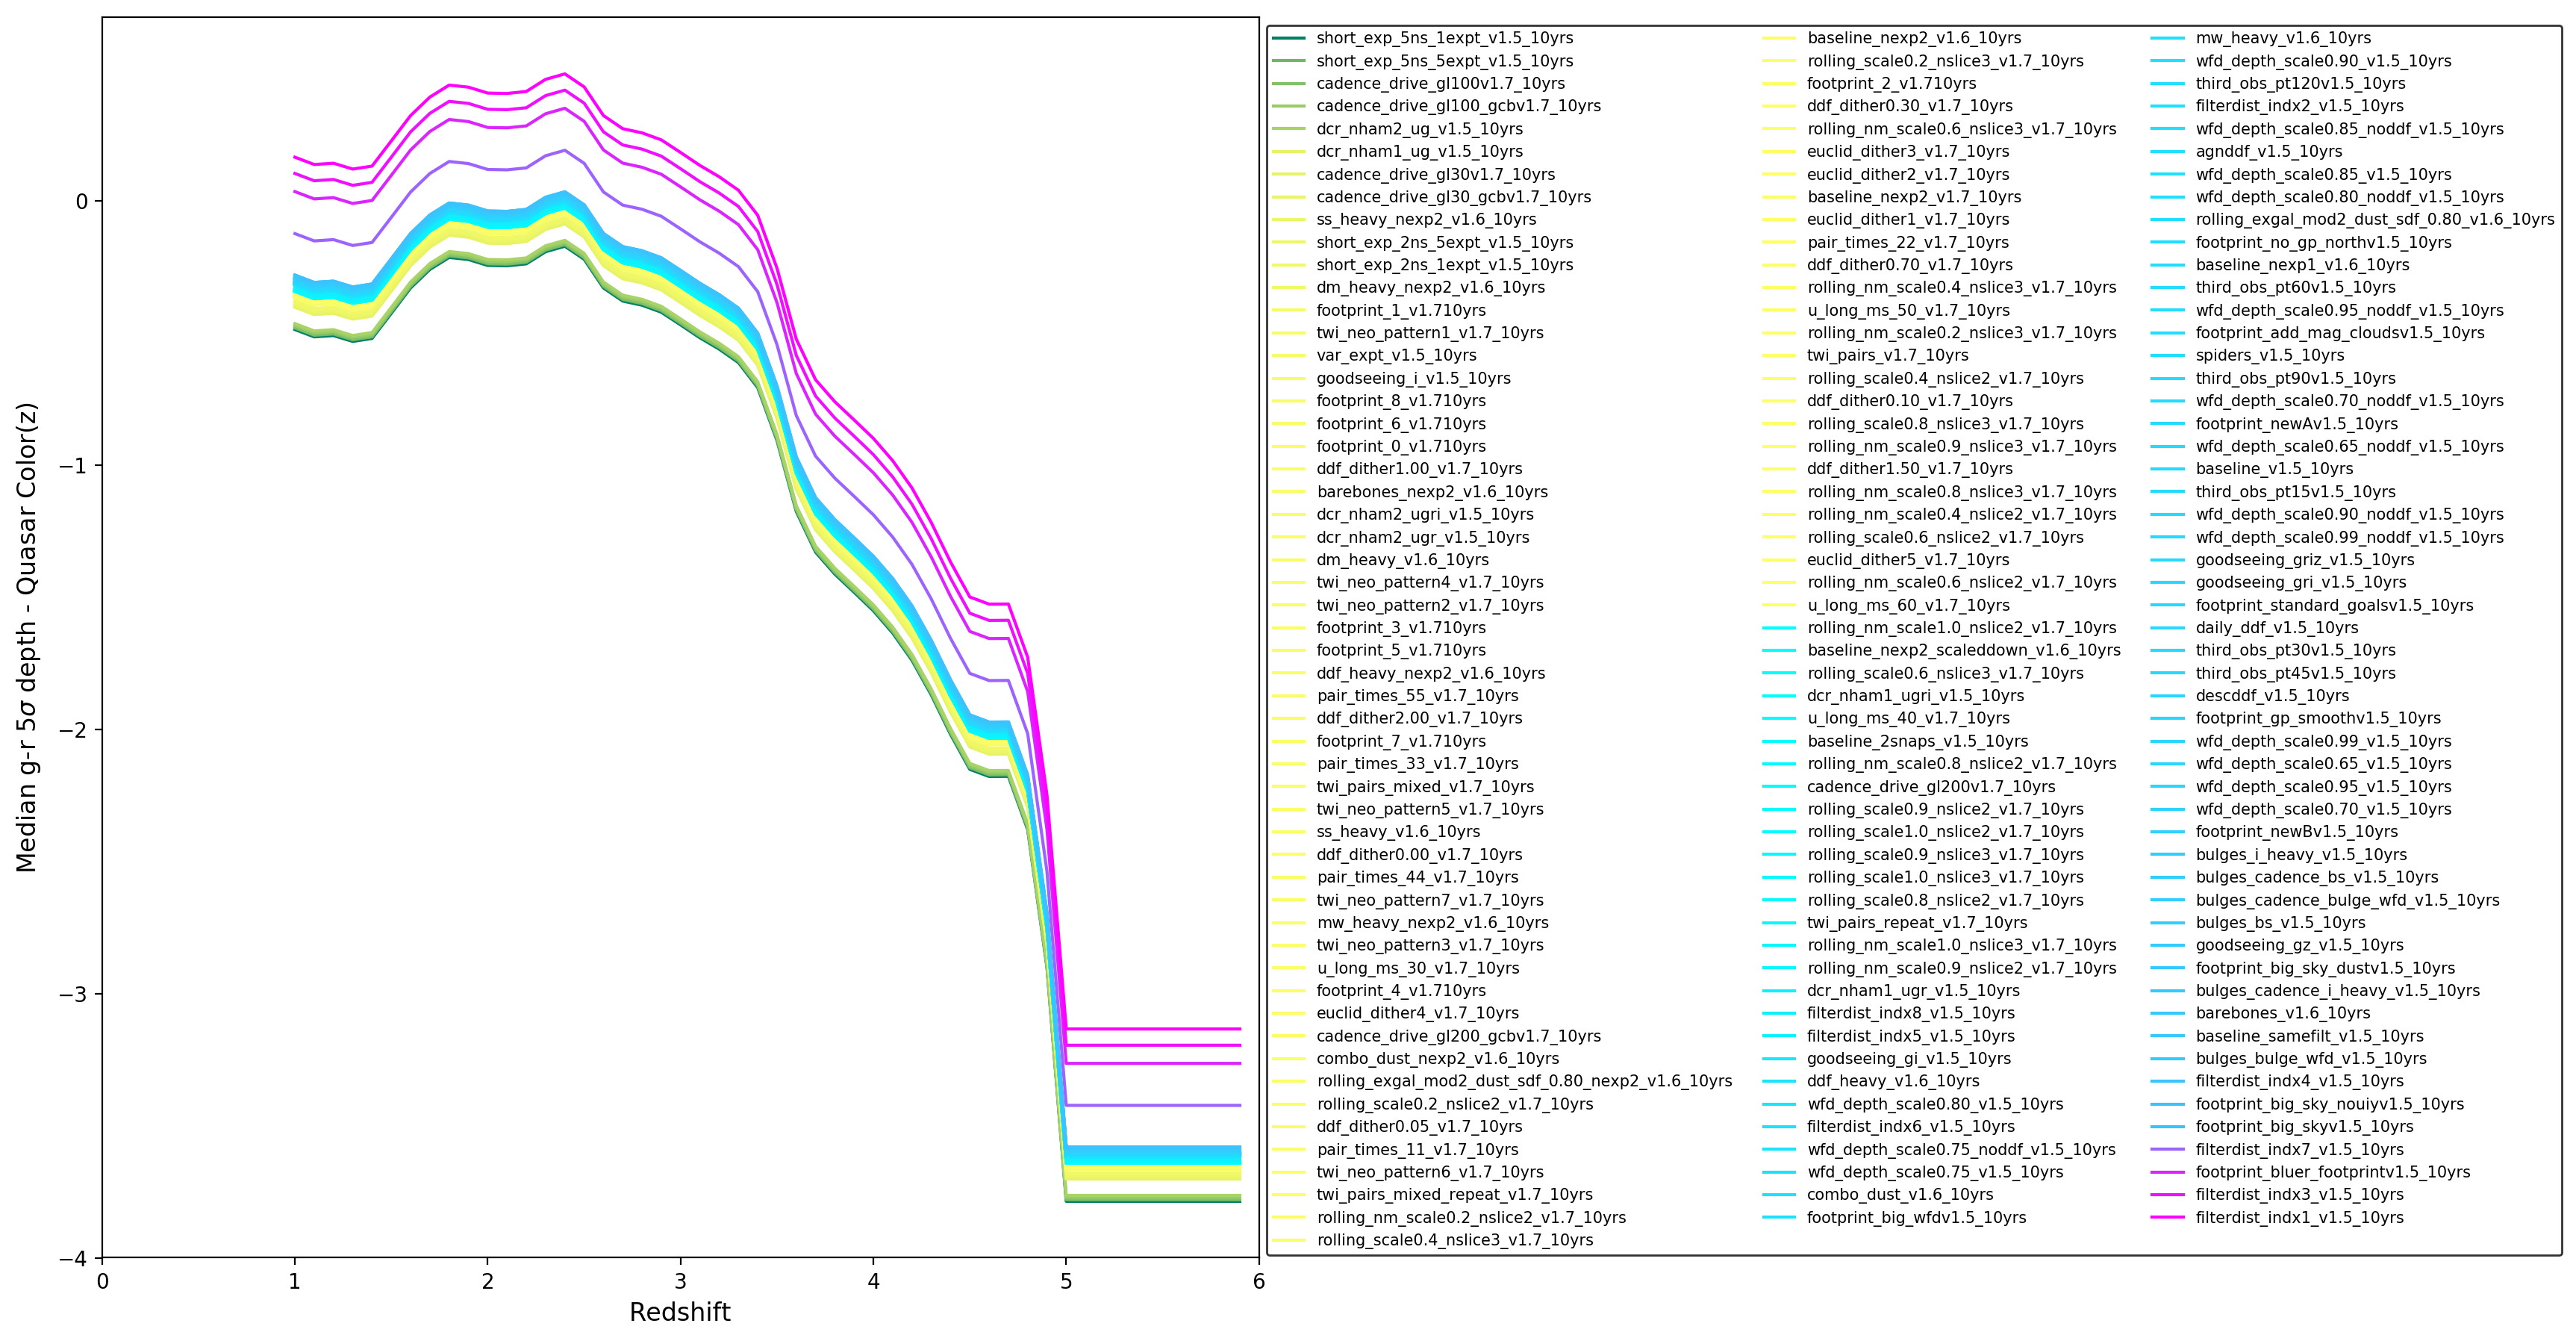 Median g-r 5σ depth - Quasar Color(z)
0
−1
−2
−3
−4
0
1
2
3
4
5
6
Redshift
short_exp_5ns_1expt_v1.5_10yrs
short_exp_5ns_5expt_v1.5_10yrs
cadence_drive_gl100v1.7_10yrs
cadence_drive_gl100_gcbv1.7_10yrs
dcr_nham2_ug_v1.5_10yrs
dcr_nham1_ug_v1.5_10yrs
cadence_drive_gl30v1.7_10yrs
cadence_drive_gl30_gcbv1.7_10yrs
ss_heavy_nexp2_v1.6_10yrs
short_exp_2ns_5expt_v1.5_10yrs
short_exp_2ns_1expt_v1.5_10yrs
dm_heavy_nexp2_v1.6_10yrs
footprint_1_v1.710yrs
twi_neo_pattern1_v1.7_10yrs
var_expt_v1.5_10yrs
goodseeing_i_v1.5_10yrs
footprint_8_v1.710yrs
footprint_6_v1.710yrs
footprint_0_v1.710yrs
ddf_dither1.00_v1.7_10yrs
barebones_nexp2_v1.6_10yrs
dcr_nham2_ugri_v1.5_10yrs
dcr_nham2_ugr_v1.5_10yrs
dm_heavy_v1.6_10yrs
twi_neo_pattern4_v1.7_10yrs
twi_neo_pattern2_v1.7_10yrs
footprint_3_v1.710yrs
footprint_5_v1.710yrs
ddf_heavy_nexp2_v1.6_10yrs
pair_times_55_v1.7_10yrs
ddf_dither2.00_v1.7_10yrs
footprint_7_v1.710yrs
pair_times_33_v1.7_10yrs
twi_pairs_mixed_v1.7_10yrs
twi_neo_pattern5_v1.7_10yrs
ss_heavy_v1.6_10yrs
ddf_dither0.00_v1.7_10yrs
pair_times_44_v1.7_10yrs
twi_neo_pattern7_v1.7_10yrs
mw_heavy_nexp2_v1.6_10yrs
twi_neo_pattern3_v1.7_10yrs
u_long_ms_30_v1.7_10yrs
footprint_4_v1.710yrs
euclid_dither4_v1.7_10yrs
cadence_drive_gl200_gcbv1.7_10yrs
combo_dust_nexp2_v1.6_10yrs
rolling_exgal_mod2_dust_sdf_0.80_nexp2_v1.6_10yrs
rolling_scale0.2_nslice2_v1.7_10yrs
ddf_dither0.05_v1.7_10yrs
pair_times_11_v1.7_10yrs
twi_neo_pattern6_v1.7_10yrs
twi_pairs_mixed_repeat_v1.7_10yrs
rolling_nm_scale0.2_nslice2_v1.7_10yrs
rolling_scale0.4_nslice3_v1.7_10yrs
baseline_nexp2_v1.6_10yrs
rolling_scale0.2_nslice3_v1.7_10yrs
footprint_2_v1.710yrs
ddf_dither0.30_v1.7_10yrs
rolling_nm_scale0.6_nslice3_v1.7_10yrs
euclid_dither3_v1.7_10yrs
euclid_dither2_v1.7_10yrs
baseline_nexp2_v1.7_10yrs
euclid_dither1_v1.7_10yrs
pair_times_22_v1.7_10yrs
ddf_dither0.70_v1.7_10yrs
rolling_nm_scale0.4_nslice3_v1.7_10yrs
u_long_ms_50_v1.7_10yrs
rolling_nm_scale0.2_nslice3_v1.7_10yrs
twi_pairs_v1.7_10yrs
rolling_scale0.4_nslice2_v1.7_10yrs
ddf_dither0.10_v1.7_10yrs
rolling_scale0.8_nslice3_v1.7_10yrs
rolling_nm_scale0.9_nslice3_v1.7_10yrs
ddf_dither1.50_v1.7_10yrs
rolling_nm_scale0.8_nslice3_v1.7_10yrs
rolling_nm_scale0.4_nslice2_v1.7_10yrs
rolling_scale0.6_nslice2_v1.7_10yrs
euclid_dither5_v1.7_10yrs
rolling_nm_scale0.6_nslice2_v1.7_10yrs
u_long_ms_60_v1.7_10yrs
rolling_nm_scale1.0_nslice2_v1.7_10yrs
baseline_nexp2_scaleddown_v1.6_10yrs
rolling_scale0.6_nslice3_v1.7_10yrs
dcr_nham1_ugri_v1.5_10yrs
u_long_ms_40_v1.7_10yrs
baseline_2snaps_v1.5_10yrs
rolling_nm_scale0.8_nslice2_v1.7_10yrs
cadence_drive_gl200v1.7_10yrs
rolling_scale0.9_nslice2_v1.7_10yrs
rolling_scale1.0_nslice2_v1.7_10yrs
rolling_scale0.9_nslice3_v1.7_10yrs
rolling_scale1.0_nslice3_v1.7_10yrs
rolling_scale0.8_nslice2_v1.7_10yrs
twi_pairs_repeat_v1.7_10yrs
rolling_nm_scale1.0_nslice3_v1.7_10yrs
rolling_nm_scale0.9_nslice2_v1.7_10yrs
dcr_nham1_ugr_v1.5_10yrs
filterdist_indx8_v1.5_10yrs
filterdist_indx5_v1.5_10yrs
goodseeing_gi_v1.5_10yrs
ddf_heavy_v1.6_10yrs
wfd_depth_scale0.80_v1.5_10yrs
filterdist_indx6_v1.5_10yrs
wfd_depth_scale0.75_noddf_v1.5_10yrs
wfd_depth_scale0.75_v1.5_10yrs
combo_dust_v1.6_10yrs
footprint_big_wfdv1.5_10yrs
mw_heavy_v1.6_10yrs
wfd_depth_scale0.90_v1.5_10yrs
third_obs_pt120v1.5_10yrs
filterdist_indx2_v1.5_10yrs
wfd_depth_scale0.85_noddf_v1.5_10yrs
agnddf_v1.5_10yrs
wfd_depth_scale0.85_v1.5_10yrs
wfd_depth_scale0.80_noddf_v1.5_10yrs
rolling_exgal_mod2_dust_sdf_0.80_v1.6_10yrs
footprint_no_gp_northv1.5_10yrs
baseline_nexp1_v1.6_10yrs
third_obs_pt60v1.5_10yrs
wfd_depth_scale0.95_noddf_v1.5_10yrs
footprint_add_mag_cloudsv1.5_10yrs
spiders_v1.5_10yrs
third_obs_pt90v1.5_10yrs
wfd_depth_scale0.70_noddf_v1.5_10yrs
footprint_newAv1.5_10yrs
wfd_depth_scale0.65_noddf_v1.5_10yrs
baseline_v1.5_10yrs
third_obs_pt15v1.5_10yrs
wfd_depth_scale0.90_noddf_v1.5_10yrs
wfd_depth_scale0.99_noddf_v1.5_10yrs
goodseeing_griz_v1.5_10yrs
goodseeing_gri_v1.5_10yrs
footprint_standard_goalsv1.5_10yrs
daily_ddf_v1.5_10yrs
third_obs_pt30v1.5_10yrs
third_obs_pt45v1.5_10yrs
descddf_v1.5_10yrs
footprint_gp_smoothv1.5_10yrs
wfd_depth_scale0.99_v1.5_10yrs
wfd_depth_scale0.65_v1.5_10yrs
wfd_depth_scale0.95_v1.5_10yrs
wfd_depth_scale0.70_v1.5_10yrs
footprint_newBv1.5_10yrs
bulges_i_heavy_v1.5_10yrs
bulges_cadence_bs_v1.5_10yrs
bulges_cadence_bulge_wfd_v1.5_10yrs
bulges_bs_v1.5_10yrs
goodseeing_gz_v1.5_10yrs
footprint_big_sky_dustv1.5_10yrs
bulges_cadence_i_heavy_v1.5_10yrs
barebones_v1.6_10yrs
baseline_samefilt_v1.5_10yrs
bulges_bulge_wfd_v1.5_10yrs
filterdist_indx4_v1.5_10yrs
footprint_big_sky_nouiyv1.5_10yrs
footprint_big_skyv1.5_10yrs
filterdist_indx7_v1.5_10yrs
footprint_bluer_footprintv1.5_10yrs
filterdist_indx3_v1.5_10yrs
filterdist_indx1_v1.5_10yrs